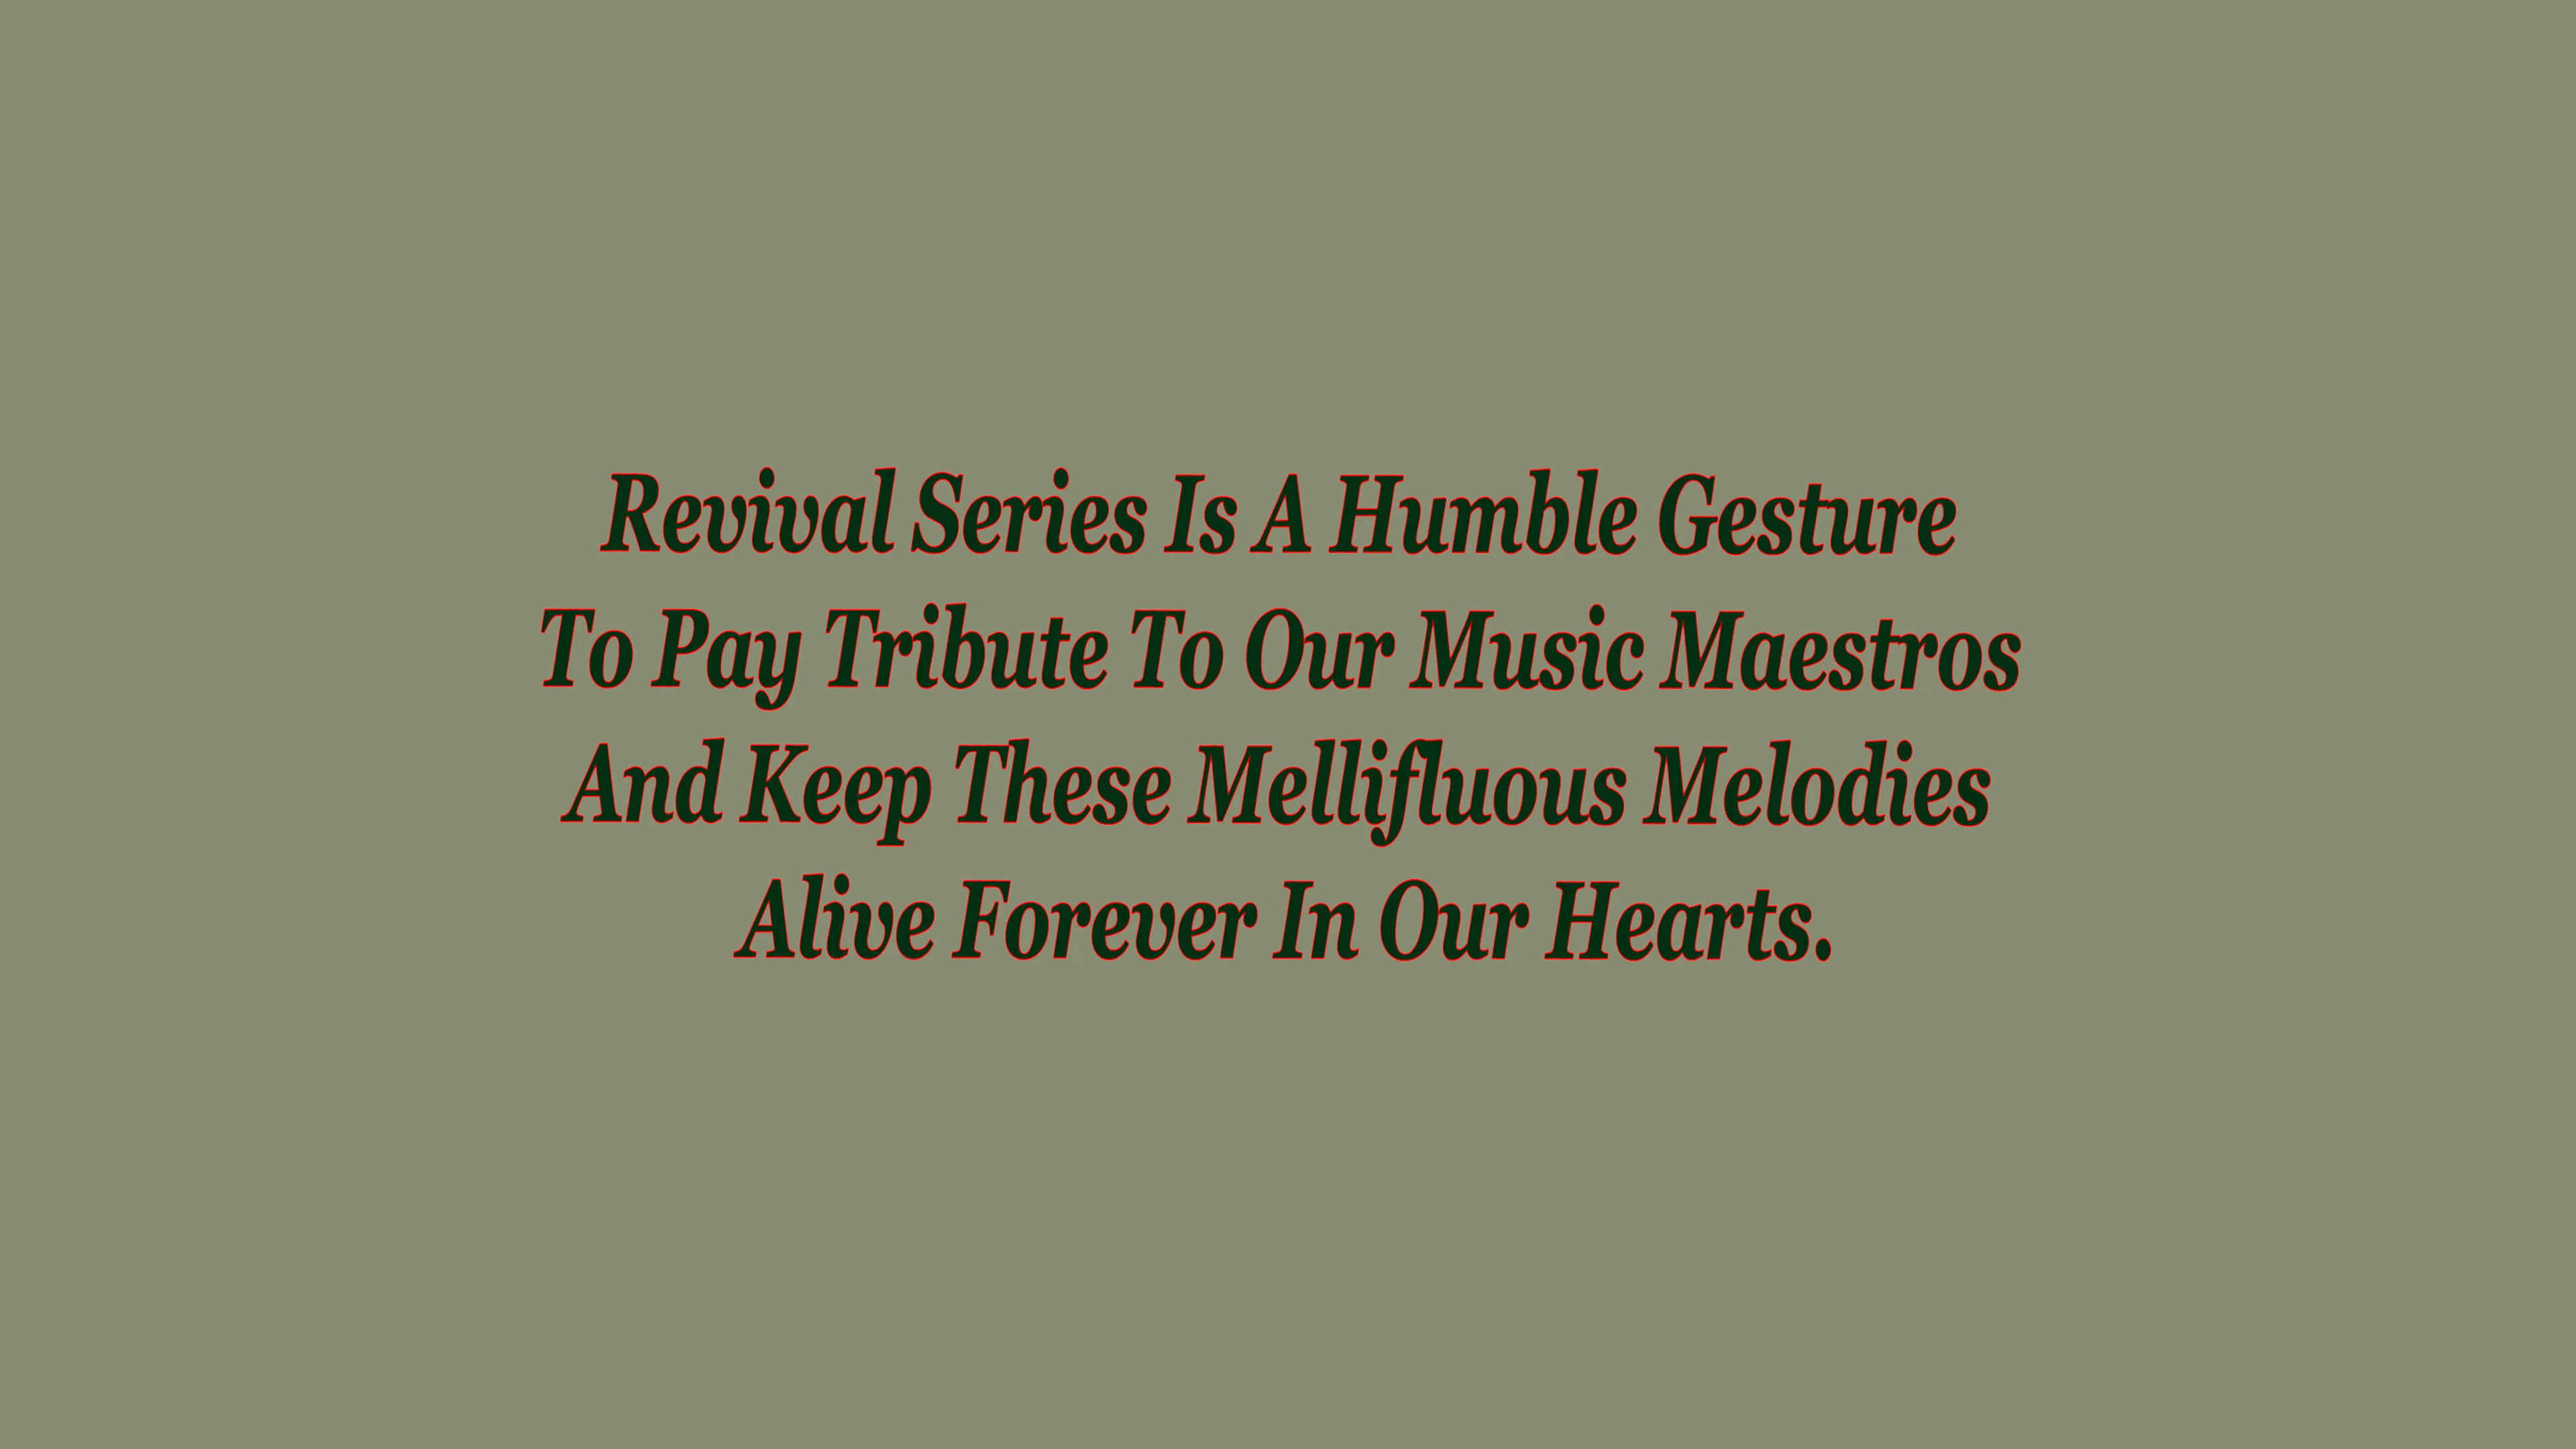 Revival Series Is A Humble Gesture
To Pay Tribute To Our Music Maestros
And Keep These Mellifluous Melodies
Alive Forever In Our Hearts.